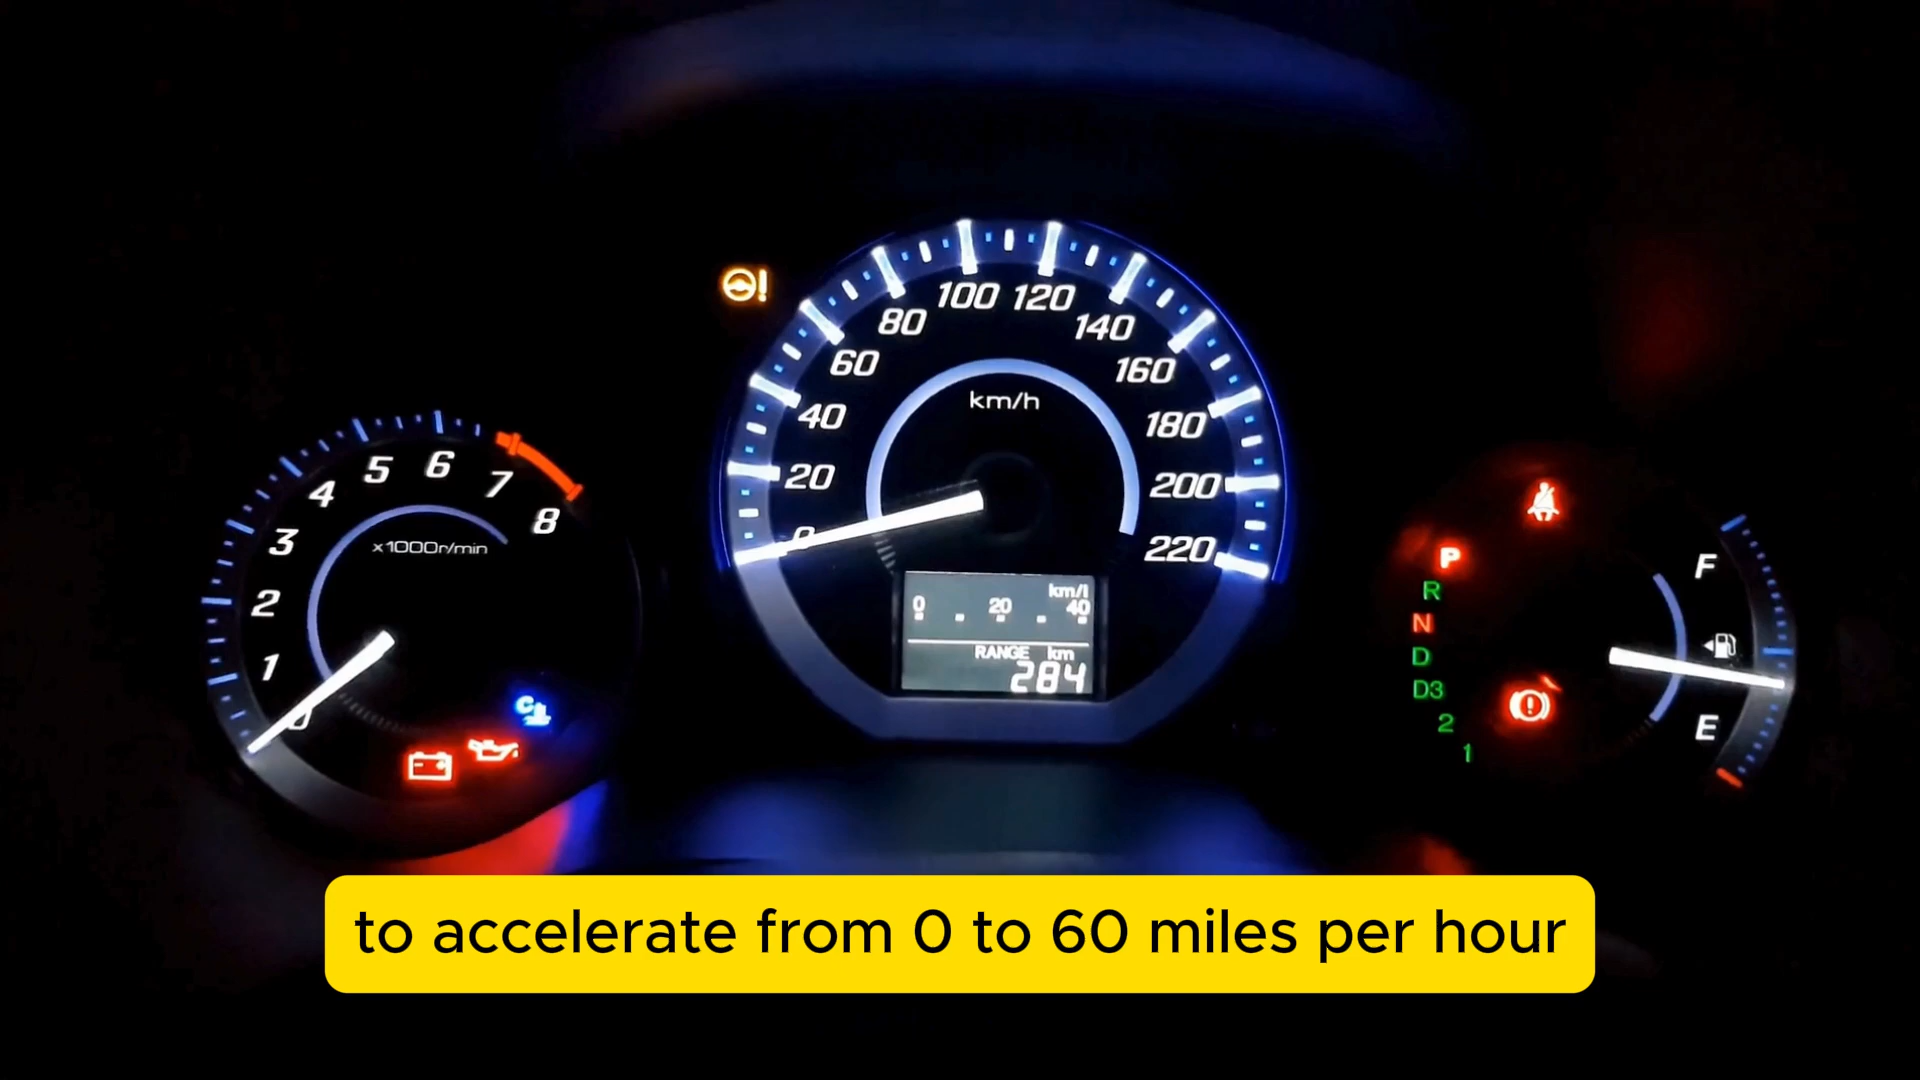 100 120
80 140
60 160
km/h
40 180
20 200
0 220
5 6 7
4 8
3
x1000r/min
2
1
0
km/l
0 20 40
RANGE km
284
P
R
N
D
D3
2
1
F
E
C
to accelerate from 0 to 60 miles per hour